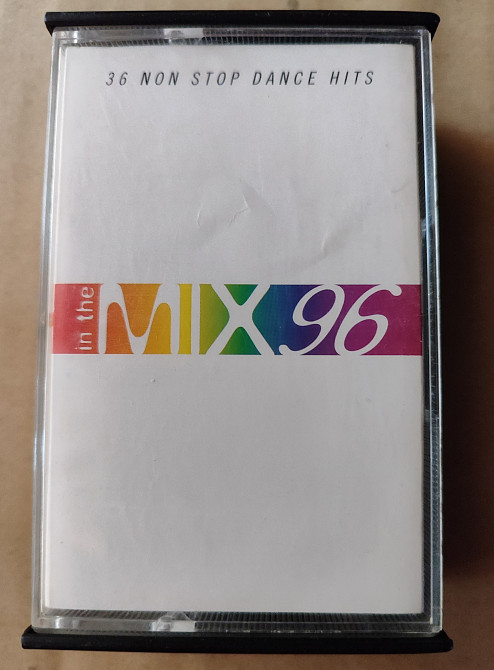 36 NON STOP DANCE HITS
in the MIX 96